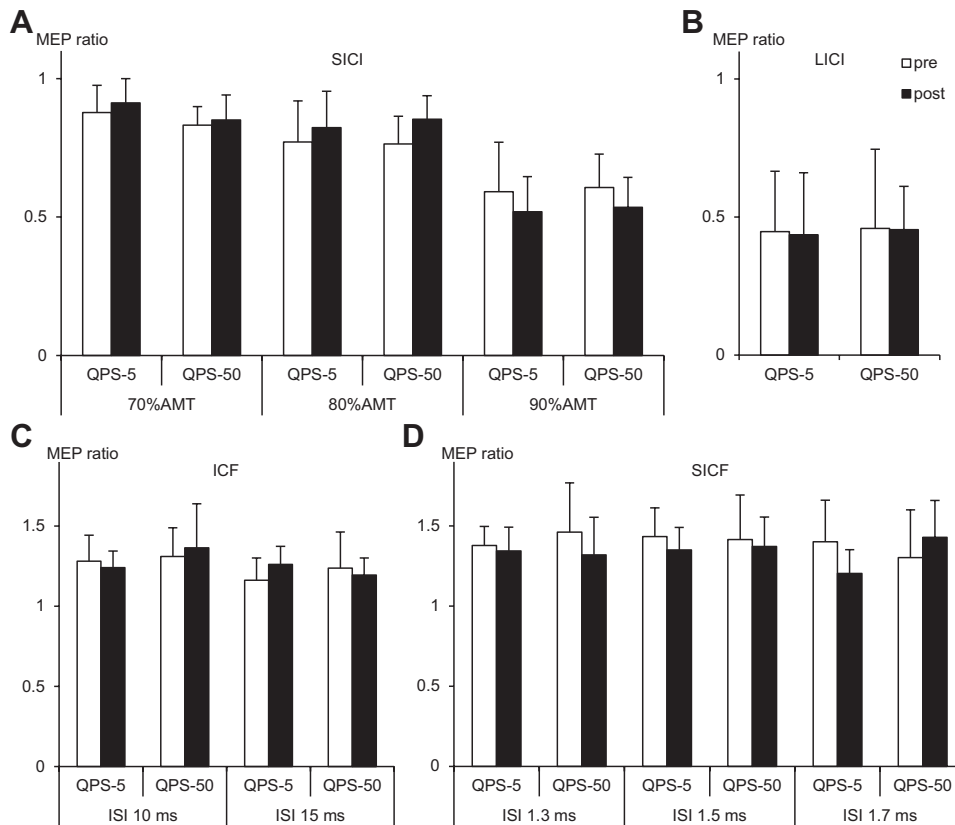 A
MEP ratio
SICI
1
0.5
0
QPS-5 QPS-50 QPS-5 QPS-50 QPS-5 QPS-50
70%AMT 80%AMT 90%AMT
B
MEP ratio
LICI
pre
post
1
0.5
0
QPS-5 QPS-50
C
MEP ratio
ICF
1.5
1
0.5
0
QPS-5 QPS-50 QPS-5 QPS-50
ISI 10 ms ISI 15 ms
D
MEP ratio
SICF
1.5
1
0.5
0
QPS-5 QPS-50 QPS-5 QPS-50 QPS-5 QPS-50
ISI 1.3 ms ISI 1.5 ms ISI 1.7 ms